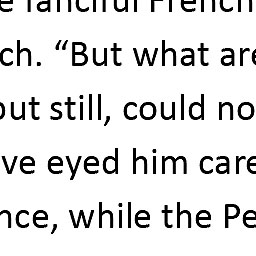 e fanciful French
ch. “But what are
out still, could no
ve eyed him care
nce, while the Pe